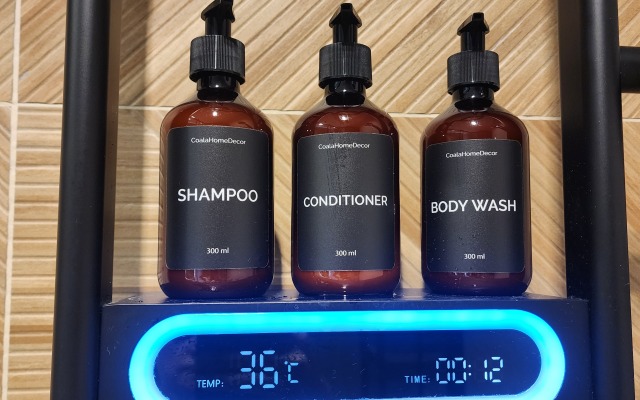 CoalaHomeDecor
SHAMPOO
300 ml
CoalaHomeDecor
CONDITIONER
300 ml
CoalaHomeDecor
BODY WASH
300 ml
TEMP: 36°C
TIME: 00:12